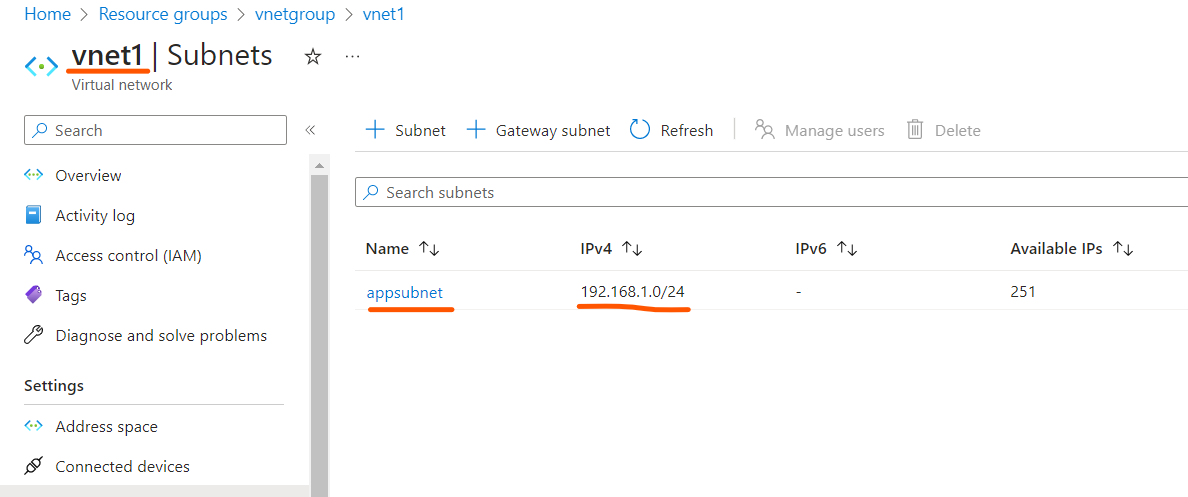 Home > Resource groups > vnetgroup > vnet1
vnet1 | Subnets ☆ ...
Virtual network
Search «
+ Subnet + Gateway subnet Refresh Manage users Delete
Overview
Activity log
Access control (IAM)
Tags
Diagnose and solve problems
Settings
Address space
Connected devices
Search subnets
Name ↑↓ IPv4 ↑↓ IPv6 ↑↓ Available IPs ↑↓
appsubnet 192.168.1.0/24 - 251